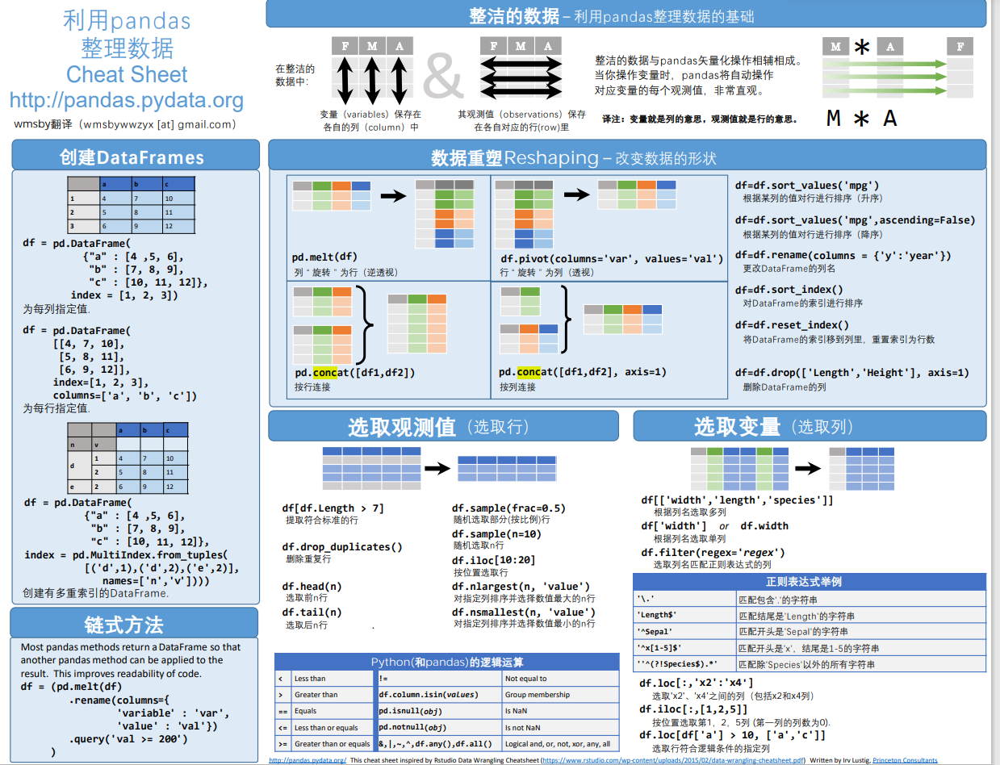 利用pandas
整理数据
Cheat Sheet
http://pandas.pydata.org
wmsby翻译（wmsbywwzyx [at] gmail.com）
整洁的数据 – 利用pandas整理数据的基础
在整洁的
数据中：
F M A
&
F M A
变量（variables）保存在
各自的列（column）中
其观测值（observations）保存
在各自对应的行(row)里
整洁的数据与pandas矢量化操作相辅相成。
当你操作变量时，pandas将自动操作
对应变量的每个观测值，非常直观。
译注：变量就是列的意思，观测值就是行的意思。
M * A F
M * A
创建DataFrames
a b c
1 4 7 10
2 5 8 11
3 6 9 12
df = pd.DataFrame(
{"a" : [4 ,5, 6],
"b" : [7, 8, 9],
"c" : [10, 11, 12]},
index = [1, 2, 3])
为每列指定值.
df = pd.DataFrame(
[[4, 7, 10],
[5, 8, 11],
[6, 9, 12]],
index=[1, 2, 3],
columns=['a', 'b', 'c'])
为每行指定值.
a b c
n v
d 1 4 7 10
2 5 8 11
e 2 6 9 12
df = pd.DataFrame(
{"a" : [4 ,5, 6],
"b" : [7, 8, 9],
"c" : [10, 11, 12]},
index = pd.MultiIndex.from_tuples(
[('d',1),('d',2),('e',2)],
names=['n','v'])))
创建有多重索引的DataFrame.
链式方法
Most pandas methods return a DataFrame so that
another pandas method can be applied to the
result. This improves readability of code.
df = (pd.melt(df)
.rename(columns={
'variable' : 'var',
'value' : 'val'})
.query('val >= 200')
)
数据重塑Reshaping – 改变数据的形状
pd.melt(df)
列“旋转”为行（逆透视）
df.pivot(columns='var', values='val')
行“旋转”为列（透视）
pd.concat([df1,df2])
按行连接
pd.concat([df1,df2], axis=1)
按列连接
df=df.sort_values('mpg')
根据某列的值对行进行排序（升序）
df=df.sort_values('mpg',ascending=False)
根据某列的值对行进行排序（降序）
df=df.rename(columns = {'y':'year'})
更改DataFrame的列名
df=df.sort_index()
对DataFrame的索引进行排序
df=df.reset_index()
将DataFrame的索引移到列里，重置索引为行数
df=df.drop(['Length','Height'], axis=1)
删除DataFrame的列
选取观测值（选取行）
df[df.Length > 7]
提取符合标准的行
df.drop_duplicates()
删除重复行
df.head(n)
选取前n行
df.tail(n)
选取后n行
.
df.sample(frac=0.5)
随机选取部分(按比例)行
df.sample(n=10)
随机选取n行
df.iloc[10:20]
按位置选取行
df.nlargest(n, 'value')
对指定列排序并选择数值最大的n行
df.nsmallest(n, 'value')
对指定列排序并选择数值最小的n行
Python(和pandas)的逻辑运算
< Less than != Not equal to
> Greater than df.column.isin(values) Group membership
== Equals pd.isnull(obj) Is NaN
<= Less than or equals pd.notnull(obj) Is not NaN
>= Greater than or equals &,|,~,^,df.any(),df.all() Logical and, or, not, xor, any, all
选取变量（选取列）
df[['width','length','species']]
根据列名选取多列
df['width'] or df.width
根据列名选取单列
df.filter(regex='regex')
选取列名匹配正则表达式的列
正则表达式举例
'\.' 匹配包含'.'的字符串
'Length$' 匹配结尾是'Length'的字符串
'^Sepal' 匹配开头是'Sepal'的字符串
'^x[1-5]$' 匹配开头是'x'，结尾是1-5的字符串
''^(?!Species$).*' 匹配除'Species'以外的所有字符串
df.loc[:,'x2':'x4']
选取'x2'、'x4'之间的列（包括x2和x4列）
df.iloc[:,[1,2,5]]
按位置选取第1，2，5列 (第一列的列数为0).
df.loc[df['a'] > 10, ['a','c']]
选取行符合逻辑条件的指定列
http://pandas.pydata.org/ This cheat sheet inspired by Rstudio Data Wrangling Cheatsheet (https://www.rstudio.com/wp-content/uploads/2015/02/data-wrangling-cheatsheet.pdf) Written by Irv Lustig, Princeton Consultants